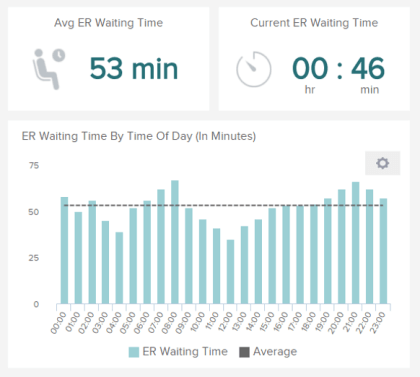 Avg ER Waiting Time
53 min
Current ER Waiting Time
00 : 46
hr min
ER Waiting Time By Time Of Day (In Minutes)
75
50
25
0
00:00 01:00 02:00 03:00 04:00 05:00 06:00 07:00 08:00 09:00 10:00 11:00 12:00 13:00 14:00 15:00 16:00 17:00 18:00 19:00 20:00 21:00 22:00 23:00
ER Waiting Time Average